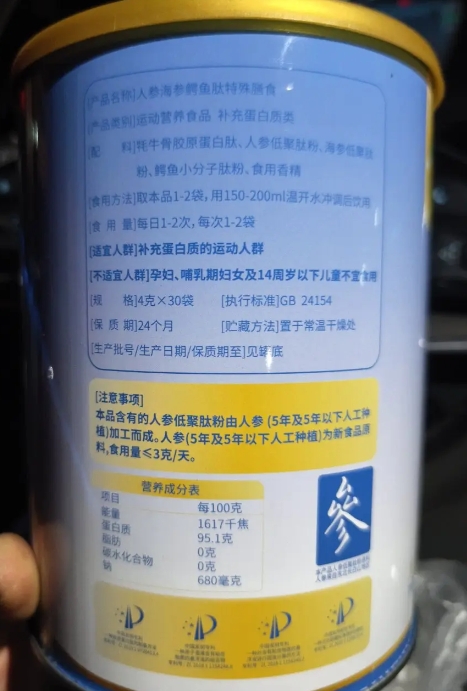 [产品名称]人参海参鳄鱼肽特殊膳食
[产品类别]运动营养食品 补充蛋白质类
[配 料]牦牛骨胶原蛋白肽、人参低聚肽粉、海参低聚肽
粉、鳄鱼小分子肽粉、食用香精
[食用方法]取本品1-2袋,用150-200ml温开水冲调后饮用
[食 用 量]每日1-2次,每次1-2袋
[适宜人群]补充蛋白质的运动人群
[不适宜人群]孕妇、哺乳期妇女及14周岁以下儿童不宜食用
[规 格]4克×30袋 [执行标准]GB 24154
[保 质 期]24个月 [贮藏方法]置于常温干燥处
[生产批号/生产日期/保质期至]见罐底
[注意事项]
本品含有的人参低聚肽粉由人参 (5年及5年以下人工种
植)加工而成。人参(5年及5年以下人工种植)为新食品原
料,食用量≤3克/天。
营养成分表
项目 每100克
能量 1617千焦
蛋白质 95.1克
脂肪 0克
碳水化合物 0克
钠 680毫克
参